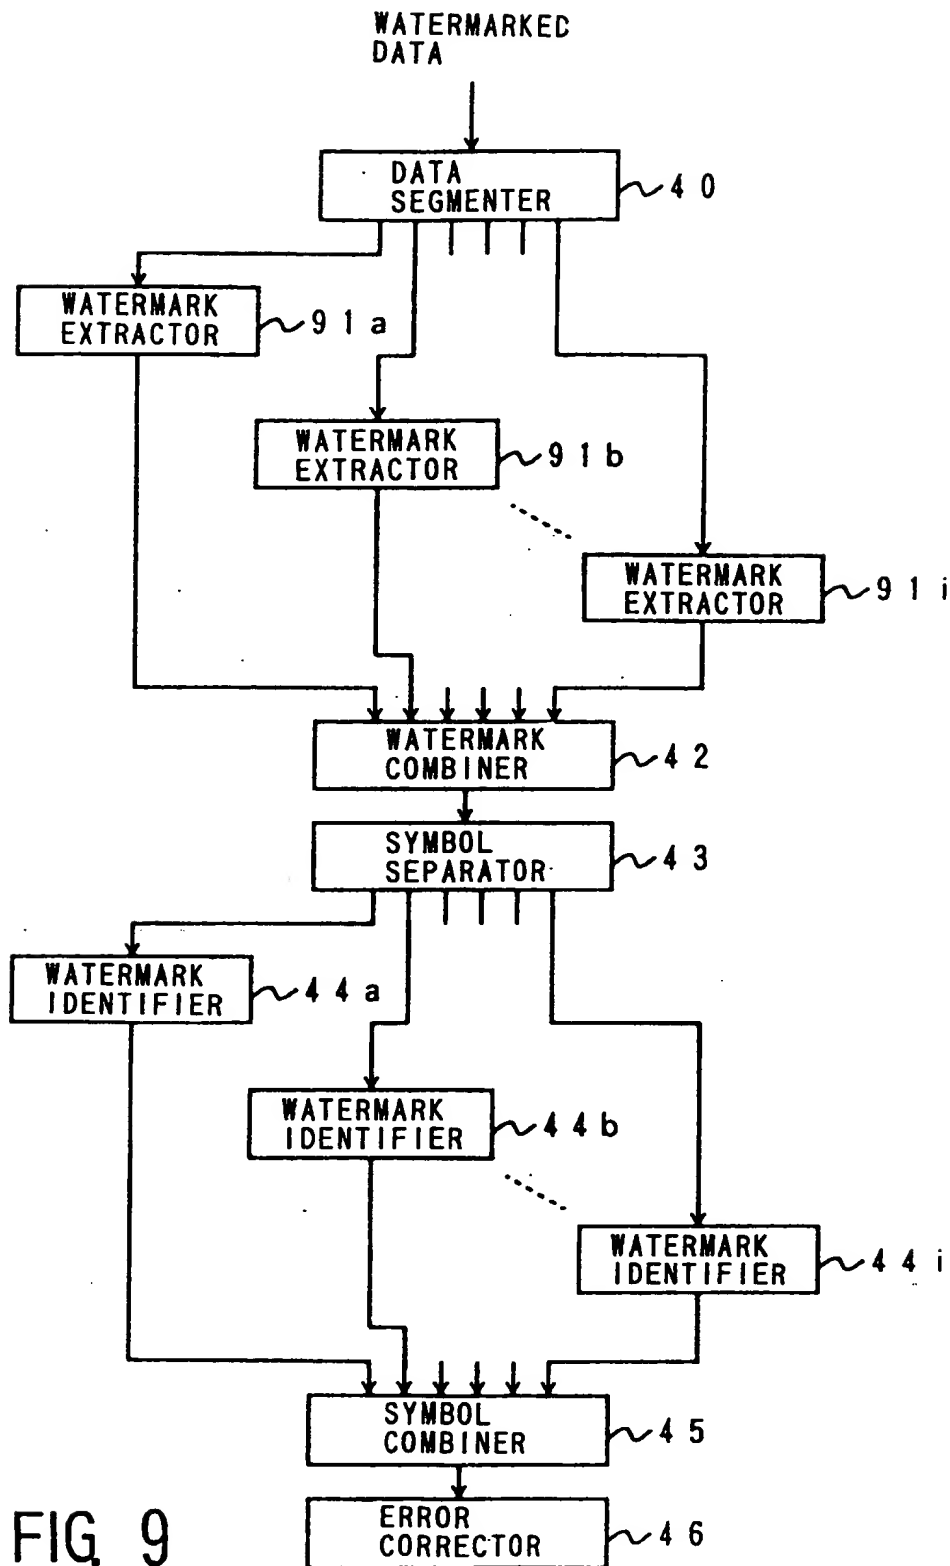 WATERMARKED
DATA
DATA
SEGMENTER
40
WATERMARK
EXTRACTOR
91a
WATERMARK
EXTRACTOR
91b
WATERMARK
EXTRACTOR
91i
WATERMARK
COMBINER
42
SYMBOL
SEPARATOR
43
WATERMARK
IDENTIFIER
44a
WATERMARK
IDENTIFIER
44b
WATERMARK
IDENTIFIER
44i
SYMBOL
COMBINER
45
ERROR
CORRECTOR
46
FIG. 9